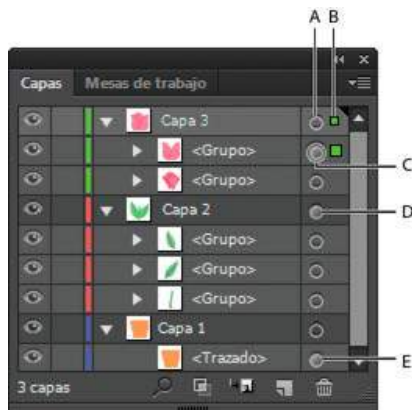 A B
Capas Mesas de trabajo
Capa 3
<Grupo>
C
<Grupo>
Capa 2
D
<Grupo>
<Grupo>
<Grupo>
Capa 1
<Trazado>
E
3 capas